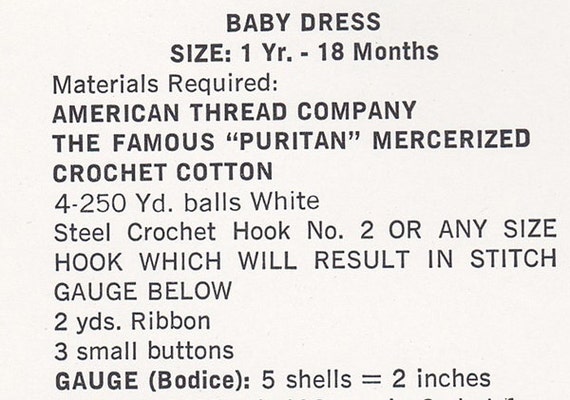 BABY DRESS
SIZE: 1 Yr. - 18 Months
Materials Required:
AMERICAN THREAD COMPANY
THE FAMOUS “PURITAN” MERCERIZED
CROCHET COTTON
4-250 Yd. balls White
Steel Crochet Hook No. 2 OR ANY SIZE
HOOK WHICH WILL RESULT IN STITCH
GAUGE BELOW
2 yds. Ribbon
3 small buttons
GAUGE (Bodice): 5 shells = 2 inches